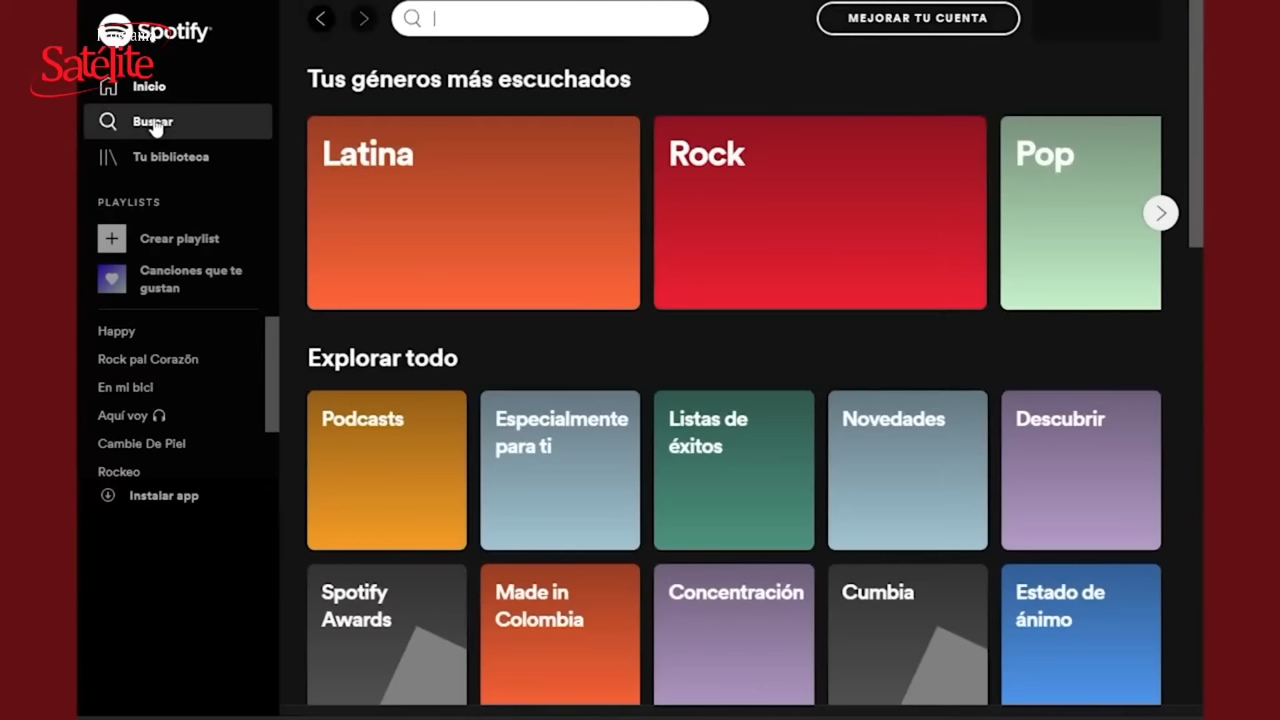 Spotify
Programa
Satélite
Inicio
Buscar
Tu biblioteca
PLAYLISTS
Crear playlist
Canciones que te
gustan
Happy
Rock pal Corazón
En mi bici
Aquí voy
Cambie De Piel
Rockeo
Instalar app
MEJORAR TU CUENTA
Tus géneros más escuchados
Latina
Rock
Pop
Explorar todo
Podcasts
Especialmente
para ti
Listas de
éxitos
Novedades
Descubrir
Spotify
Awards
Made in
Colombia
Concentración
Cumbia
Estado de
ánimo